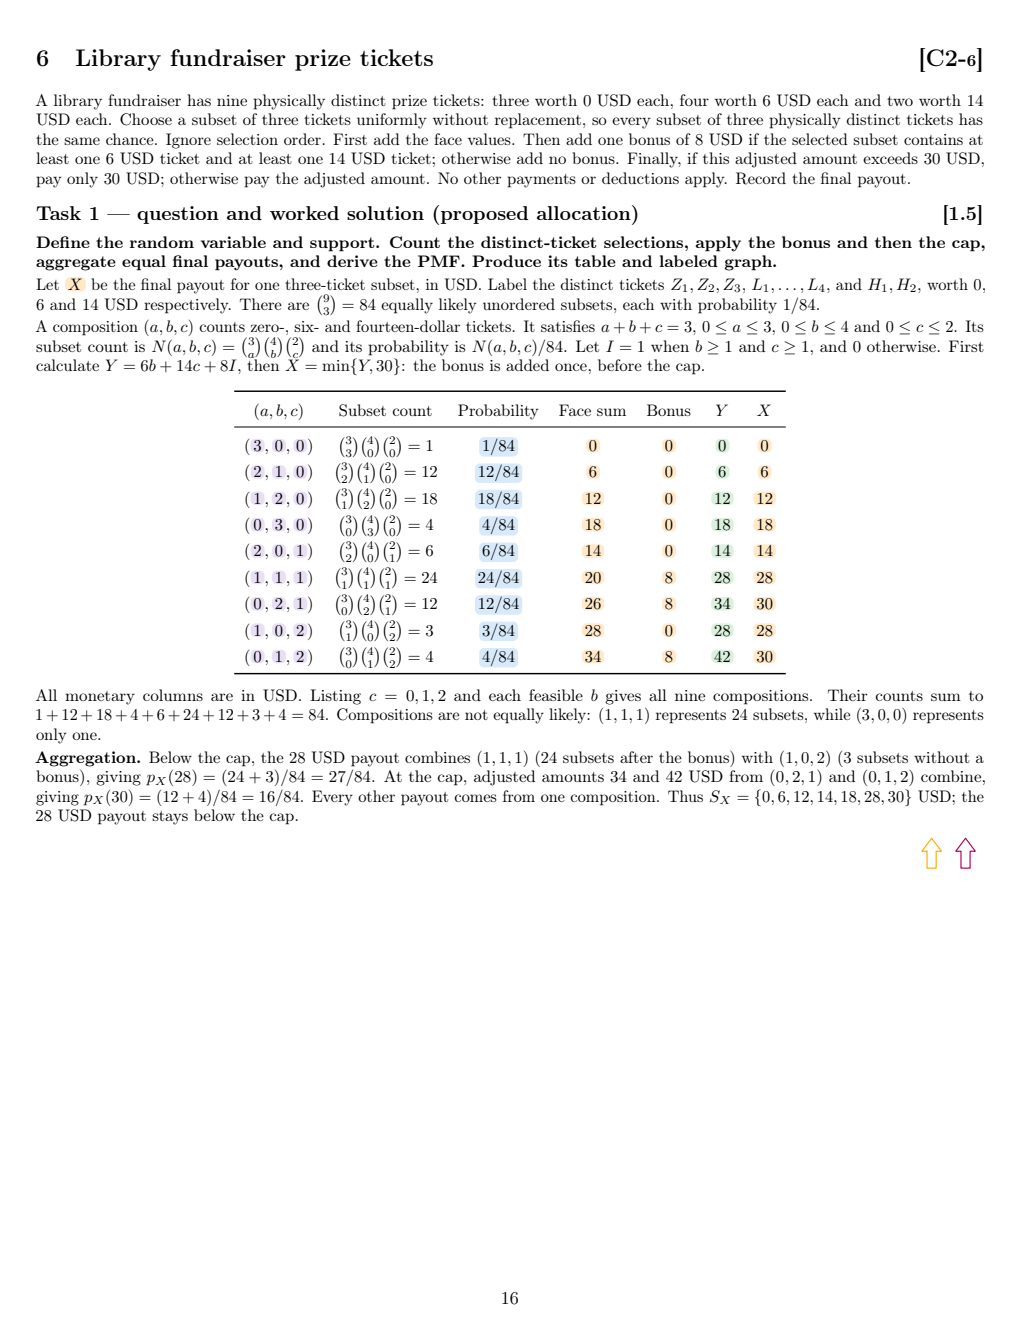 6 Library fundraiser prize tickets [C2-6]
A library fundraiser has nine physically distinct prize tickets: three worth 0 USD each, four worth 6 USD each and two worth 14
USD each. Choose a subset of three tickets uniformly without replacement, so every subset of three physically distinct tickets has
the same chance. Ignore selection order. First add the face values. Then add one bonus of 8 USD if the selected subset contains at
least one 6 USD ticket and at least one 14 USD ticket; otherwise add no bonus. Finally, if this adjusted amount exceeds 30 USD,
pay only 30 USD; otherwise pay the adjusted amount. No other payments or deductions apply. Record the final payout.
Task 1 — question and worked solution (proposed allocation) [1.5]
Define the random variable and support. Count the distinct-ticket selections, apply the bonus and then the cap,
aggregate equal final payouts, and derive the PMF. Produce its table and labeled graph.
Let X be the final payout for one three-ticket subset, in USD. Label the distinct tickets Z₁, Z₂, Z₃, L₁, . . . , L₄, and H₁, H₂, worth 0,
6 and 14 USD respectively. There are (9 3) = 84 equally likely unordered subsets, each with probability 1/84.
A composition (a, b, c) counts zero-, six- and fourteen-dollar tickets. It satisfies a + b + c = 3, 0 ≤ a ≤ 3, 0 ≤ b ≤ 4 and 0 ≤ c ≤ 2. Its
subset count is N(a, b, c) = (3 a)(4 b)(2 c) and its probability is N(a, b, c)/84. Let I = 1 when b ≥ 1 and c ≥ 1, and 0 otherwise. First
calculate Y = 6b + 14c + 8I, then X = min{Y, 30}: the bonus is added once, before the cap.
(a, b, c) Subset count Probability Face sum Bonus Y X
(3, 0, 0) (3 3)(4 0)(2 0) = 1 1/84 0 0 0 0
(2, 1, 0) (3 2)(4 1)(2 0) = 12 12/84 6 0 6 6
(1, 2, 0) (3 1)(4 2)(2 0) = 18 18/84 12 0 12 12
(0, 3, 0) (3 0)(4 3)(2 0) = 4 4/84 18 0 18 18
(2, 0, 1) (3 2)(4 0)(2 1) = 6 6/84 14 0 14 14
(1, 1, 1) (3 1)(4 1)(2 1) = 24 24/84 20 8 28 28
(0, 2, 1) (3 0)(4 2)(2 1) = 12 12/84 26 8 34 30
(1, 0, 2) (3 1)(4 0)(2 2) = 3 3/84 28 0 28 28
(0, 1, 2) (3 0)(4 1)(2 2) = 4 4/84 34 8 42 30
All monetary columns are in USD. Listing c = 0, 1, 2 and each feasible b gives all nine compositions. Their counts sum to
1 + 12 + 18 + 4 + 6 + 24 + 12 + 3 + 4 = 84. Compositions are not equally likely: (1, 1, 1) represents 24 subsets, while (3, 0, 0) represents
only one.
Aggregation. Below the cap, the 28 USD payout combines (1, 1, 1) (24 subsets after the bonus) with (1, 0, 2) (3 subsets without a
bonus), giving pX(28) = (24 + 3)/84 = 27/84. At the cap, adjusted amounts 34 and 42 USD from (0, 2, 1) and (0, 1, 2) combine,
giving pX(30) = (12 + 4)/84 = 16/84. Every other payout comes from one composition. Thus SX = {0, 6, 12, 14, 18, 28, 30} USD; the
28 USD payout stays below the cap.
16